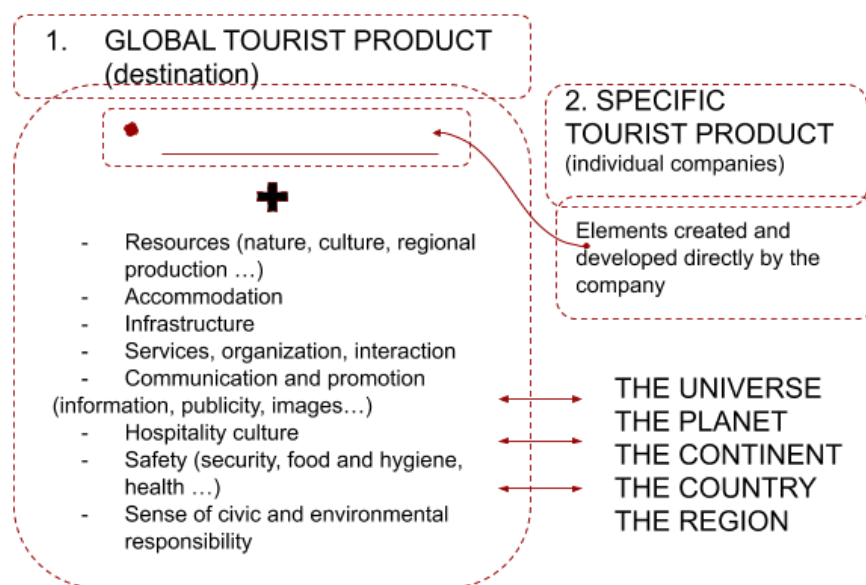 1. GLOBAL TOURIST PRODUCT
(destination)
- Resources (nature, culture, regional
production …)
- Accommodation
- Infrastructure
- Services, organization, interaction
- Communication and promotion
(information, publicity, images…)
- Hospitality culture
- Safety (security, food and hygiene,
health …)
- Sense of civic and environmental
responsibility
2. SPECIFIC
TOURIST PRODUCT
(individual companies)
Elements created and
developed directly by the
company
THE UNIVERSE
THE PLANET
THE CONTINENT
THE COUNTRY
THE REGION